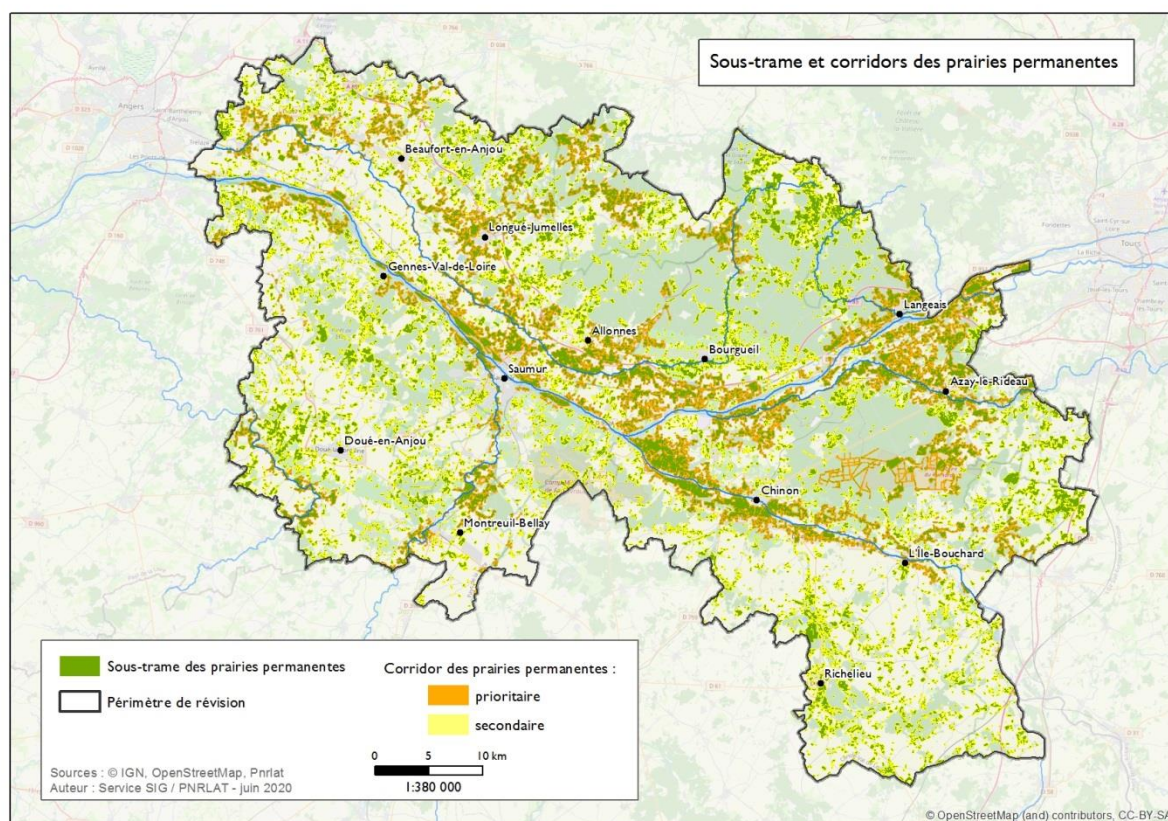 Sous-trame et corridors des prairies permanentes
Angers
Beaufort-en-Anjou
Longué-Jumelles
Gennes-Val-de-Loire
Tours
Langeais
Allonnes
Bourgueil
Saumur
Azay-le-Rideau
Doué-en-Anjou
Chinon
Montreuil-Bellay
L'Île-Bouchard
Richelieu
Sous-trame des prairies permanentes
Périmètre de révision
Corridor des prairies permanentes :
prioritaire
secondaire
0 5 10 km
1:380 000
Sources : © IGN, OpenStreetMap, Pnrlat
Auteur : Service SIG / PNRLAT - juin 2020
© OpenStreetMap (and) contributors, CC-BY-SA